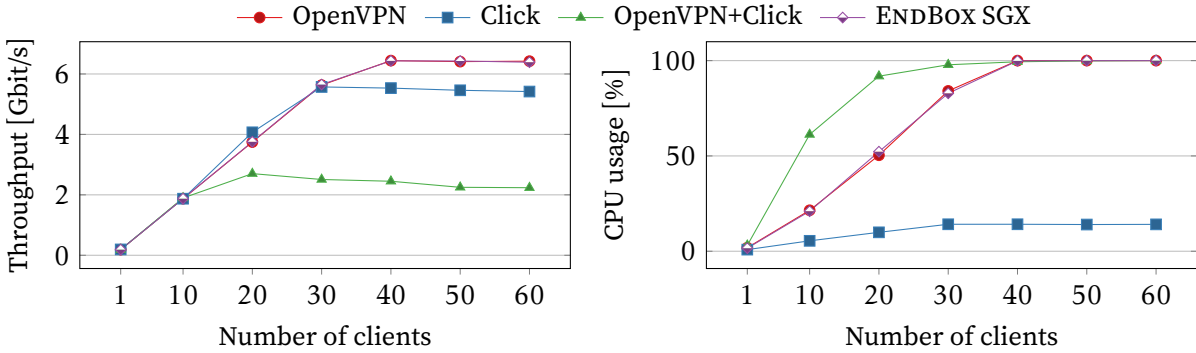 OpenVPN Click OpenVPN+Click ENDBOX SGX
Throughput [Gbit/s]
6
4
2
0
1 10 20 30 40 50 60
Number of clients
CPU usage [%]
100
50
0
1 10 20 30 40 50 60
Number of clients